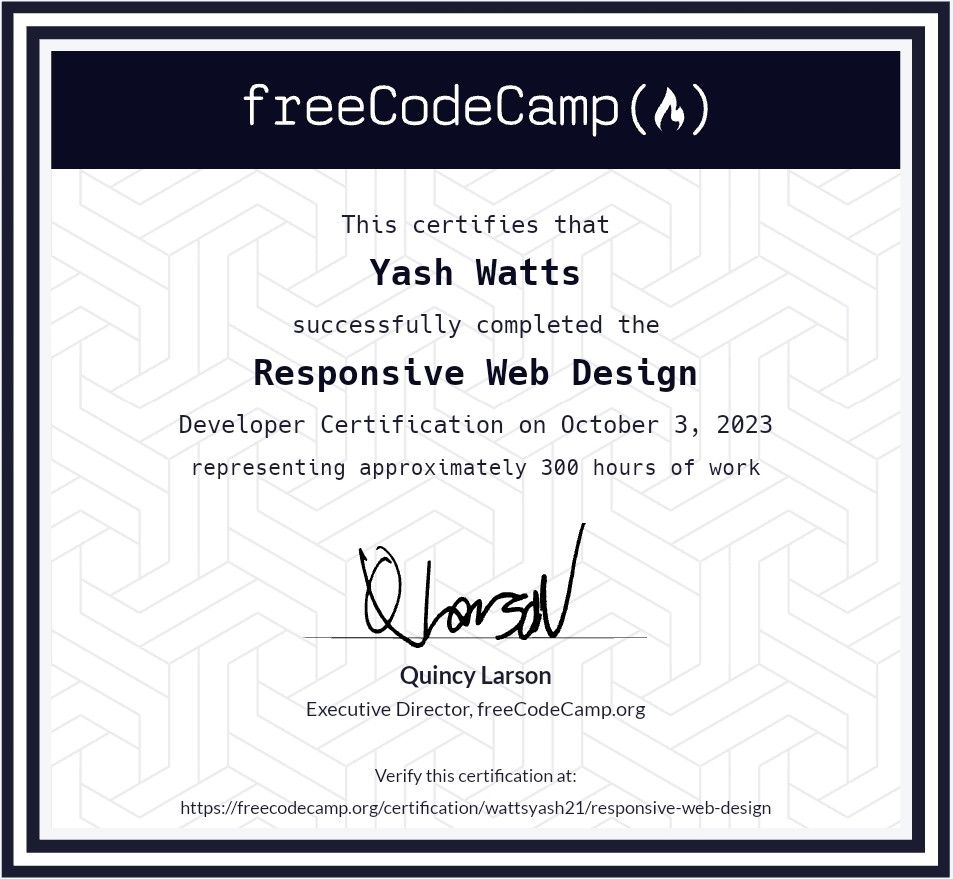 freeCodeCamp
This certifies that
Yash Watts
successfully completed the
Responsive Web Design
Developer Certification on October 3, 2023
representing approximately 300 hours of work
Q Larson
Quincy Larson
Executive Director, freeCodeCamp.org
Verify this certification at:
https://freecodecamp.org/certification/wattsyash21/responsive-web-design